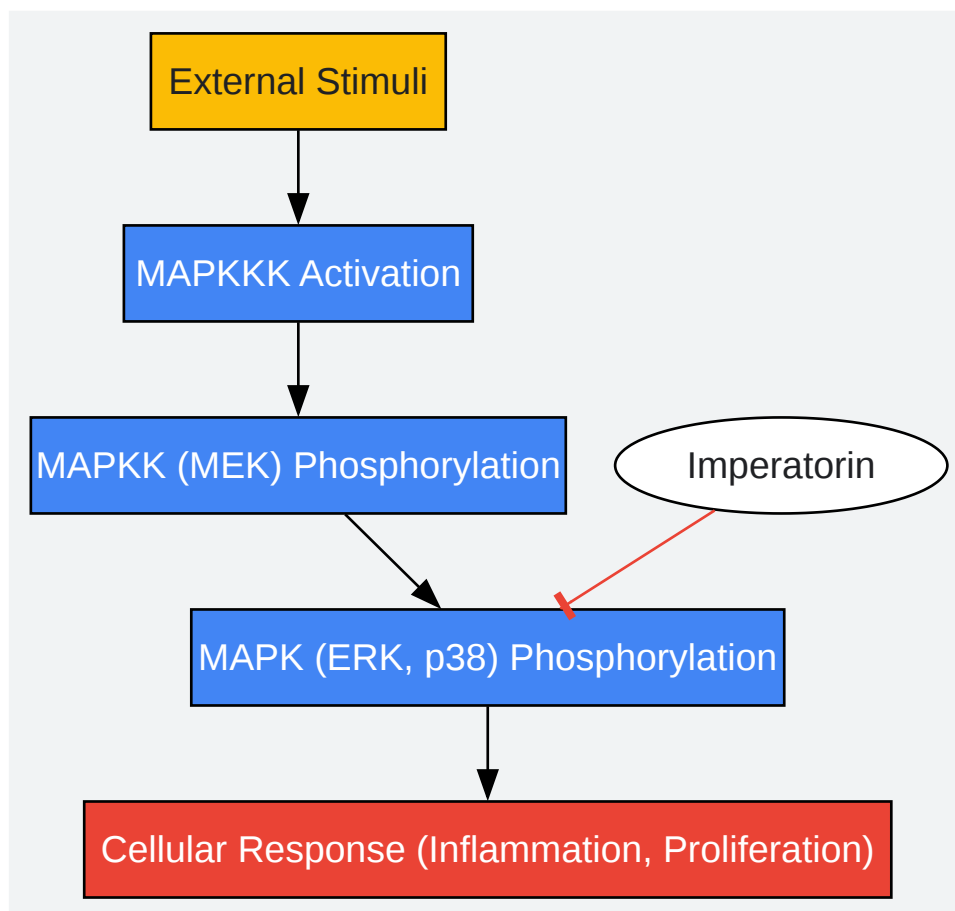 External Stimuli
MAPKKK Activation
MAPKK (MEK) Phosphorylation
Imperatorin
MAPK (ERK, p38) Phosphorylation
Cellular Response (Inflammation, Proliferation)